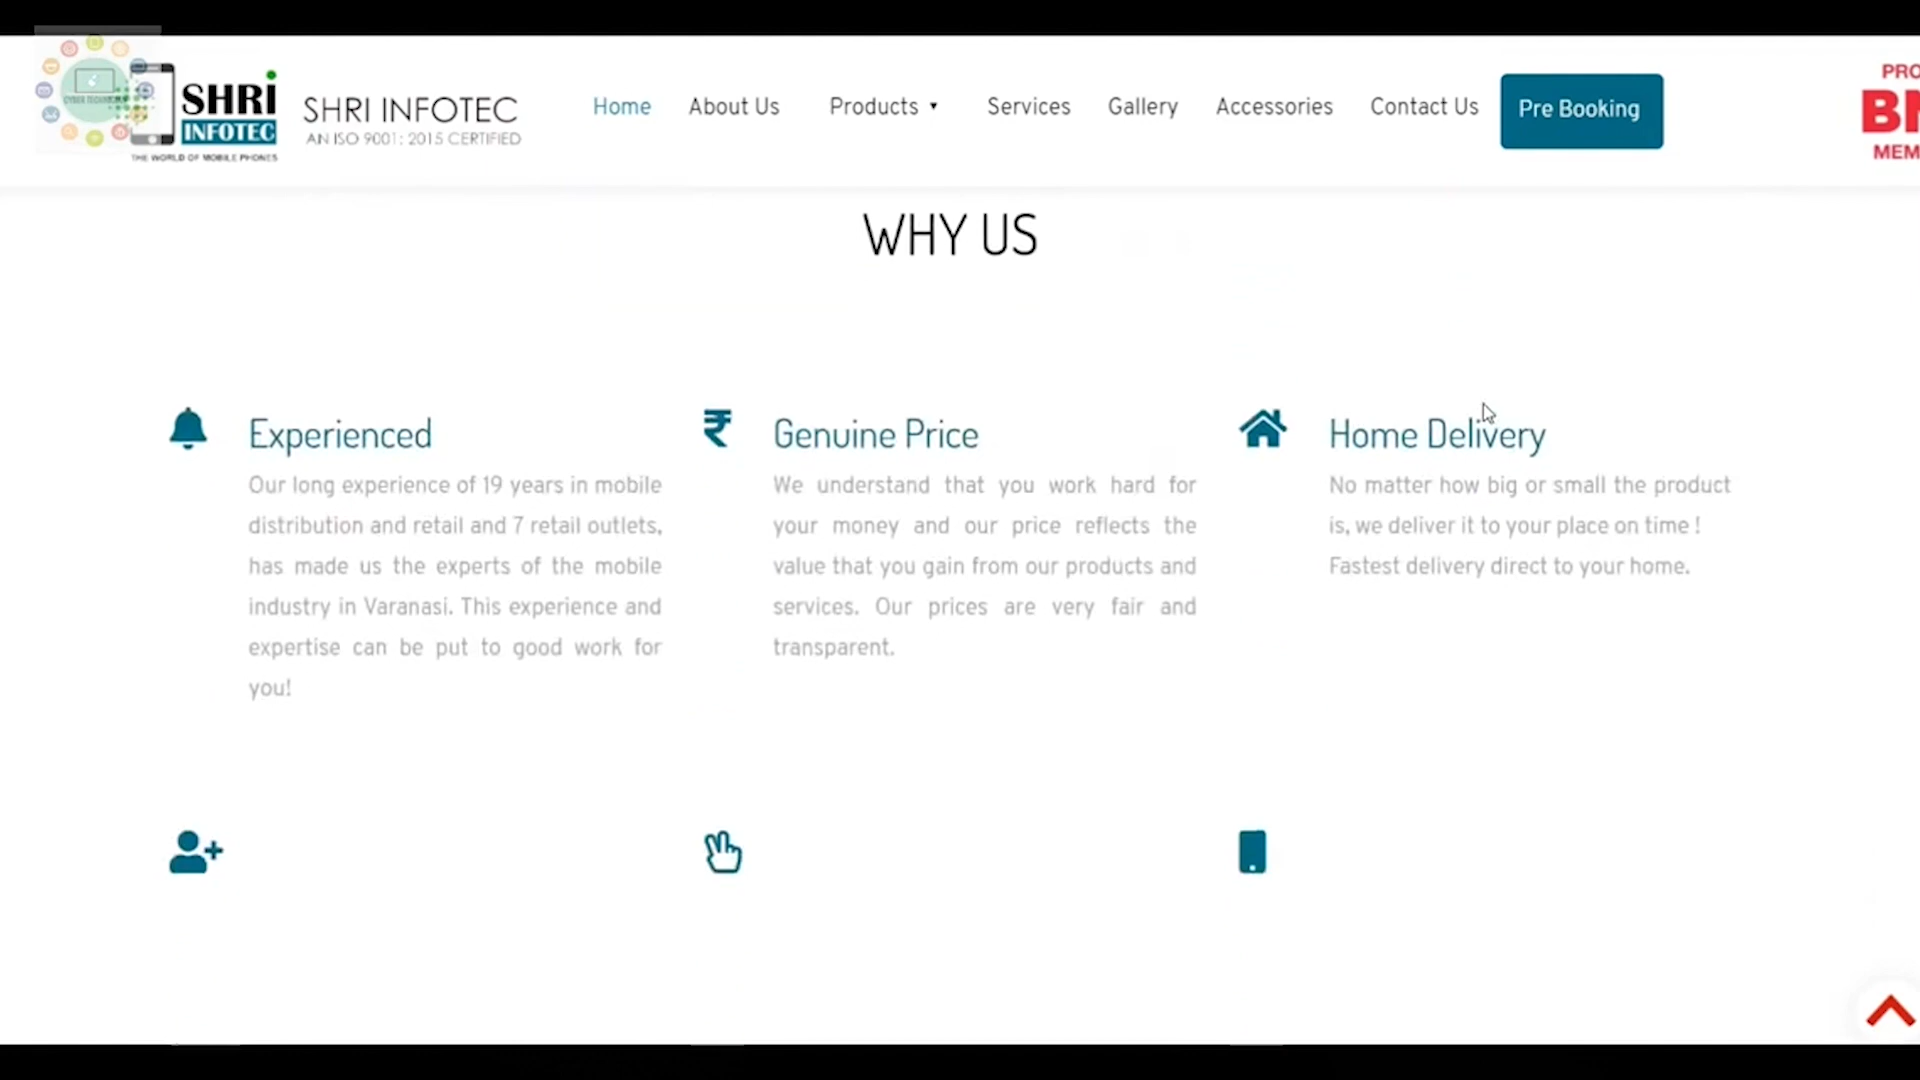 SHRI
INFOTEC
THE WORLD OF MOBILE PHONES
SHRI INFOTEC
AN ISO 9001: 2015 CERTIFIED
Home About Us Products ▾ Services Gallery Accessories Contact Us Pre Booking
WHY US
Experienced
Our long experience of 19 years in mobile
distribution and retail and 7 retail outlets,
has made us the experts of the mobile
industry in Varanasi. This experience and
expertise can be put to good work for
you!
Genuine Price
We understand that you work hard for
your money and our price reflects the
value that you gain from our products and
services. Our prices are very fair and
transparent.
Home Delivery
No matter how big or small the product
is, we deliver it to your place on time !
Fastest delivery direct to your home.